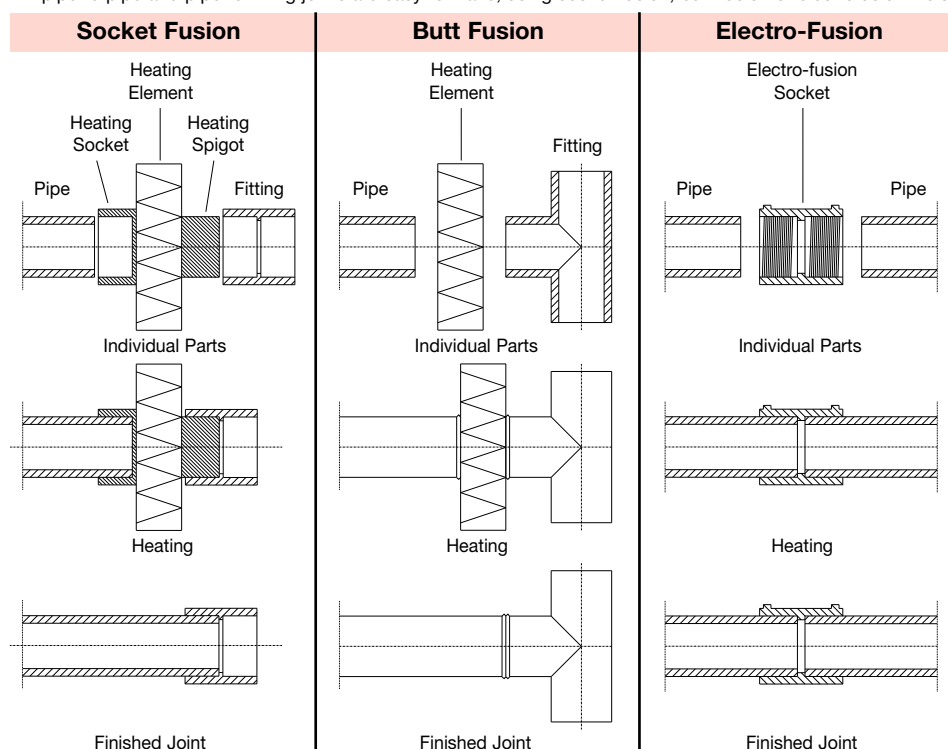 Socket Fusion
Heating
Element
Heating
Socket
Heating
Spigot
Pipe
Fitting
Individual Parts
Heating
Finished Joint
Butt Fusion
Heating
Element
Fitting
Pipe
Individual Parts
Heating
Finished Joint
Electro-Fusion
Electro-fusion
Socket
Pipe
Pipe
Individual Parts
Heating
Finished Joint